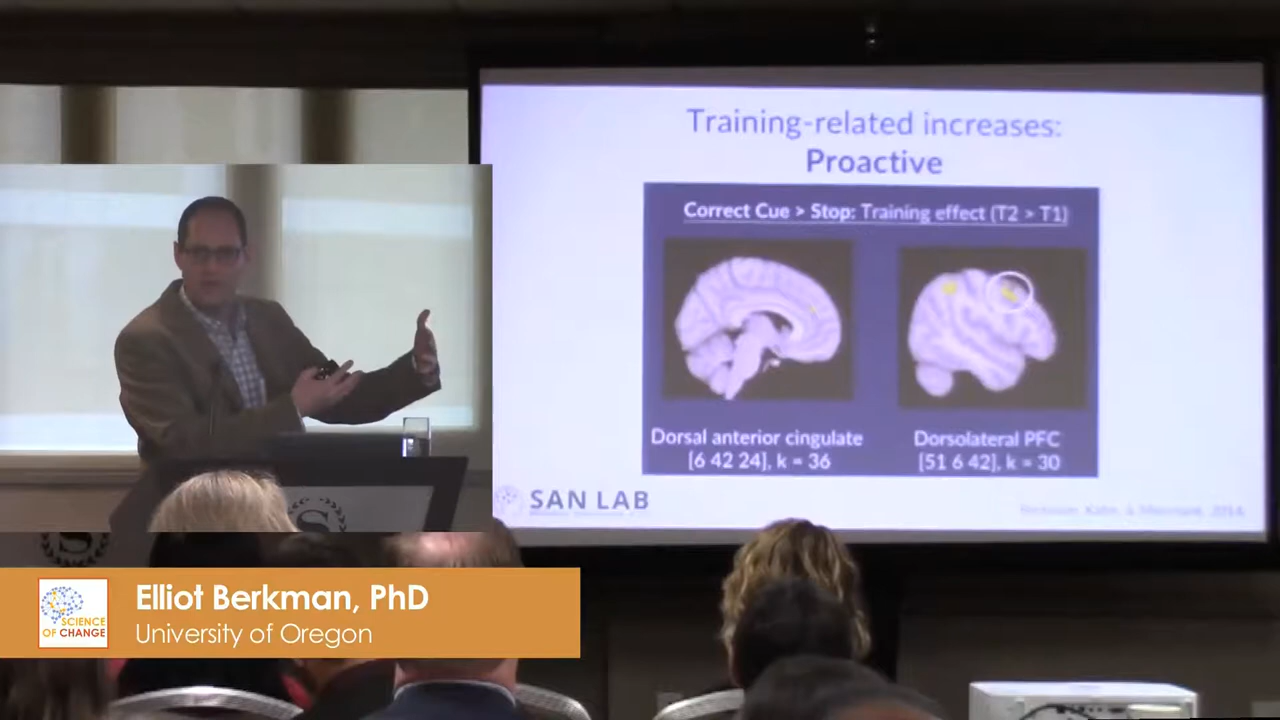 Training-related increases:
Proactive
Correct Cue > Stop: Training effect (T2 > T1)
Dorsal anterior cingulate
[6 42 24], k = 36
Dorsolateral PFC
[51 6 42], k = 30
SAN LAB
S
S
Elliot Berkman, PhD
University of Oregon
SCIENCE
OF CHANGE